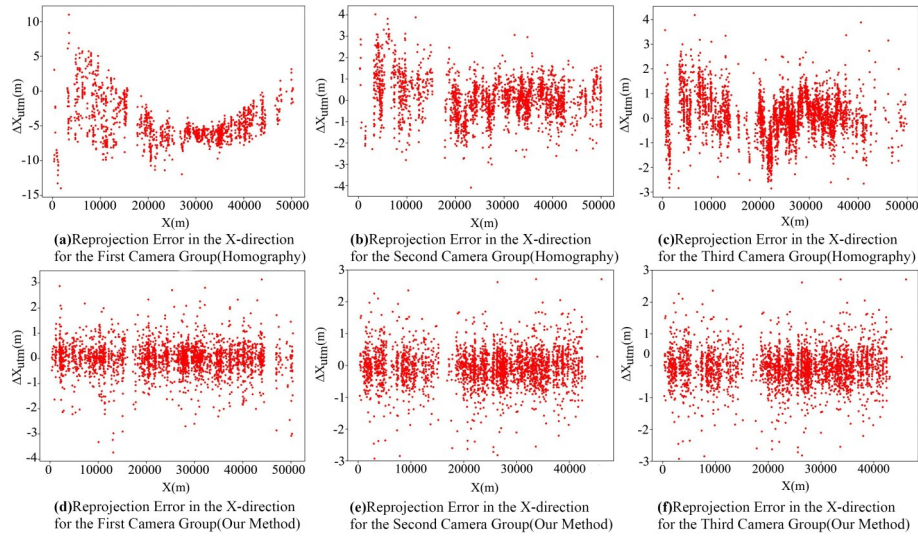 10
5
0
-5
-10
-15
ΔXutm(m)
0 10000 20000 30000 40000 50000
X(m)
(a)Reprojection Error in the X-direction
for the First Camera Group(Homography)
4
3
2
1
0
-1
-2
-3
-4
ΔXutm(m)
0 10000 20000 30000 40000 50000
X(m)
(b)Reprojection Error in the X-direction
for the Second Camera Group(Homography)
4
3
2
1
0
-1
-2
-3
ΔXutm(m)
0 10000 20000 30000 40000 50000
X(m)
(c)Reprojection Error in the X-direction
for the Third Camera Group(Homography)
3
2
1
0
-1
-2
-3
-4
ΔXutm(m)
0 10000 20000 30000 40000 50000
X(m)
(d)Reprojection Error in the X-direction
for the First Camera Group(Our Method)
3
2
1
0
-1
-2
-3
ΔXutm(m)
0 10000 20000 30000 40000
X(m)
(e)Reprojection Error in the X-direction
for the Second Camera Group(Our Method)
3
2
1
0
-1
-2
-3
ΔXutm(m)
0 10000 20000 30000 40000
X(m)
(f)Reprojection Error in the X-direction
for the Third Camera Group(Our Method)